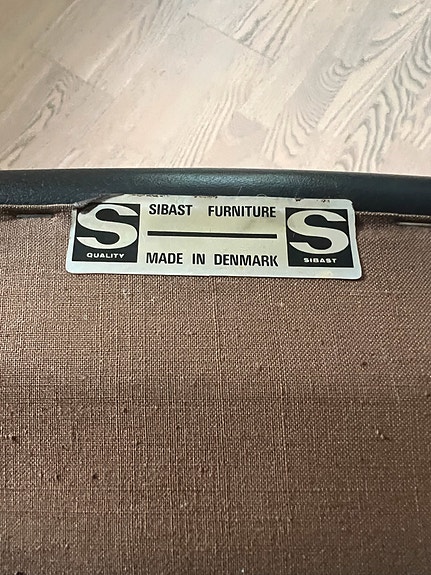 S SIBAST FURNITURE S
QUALITY MADE IN DENMARK SIBAST